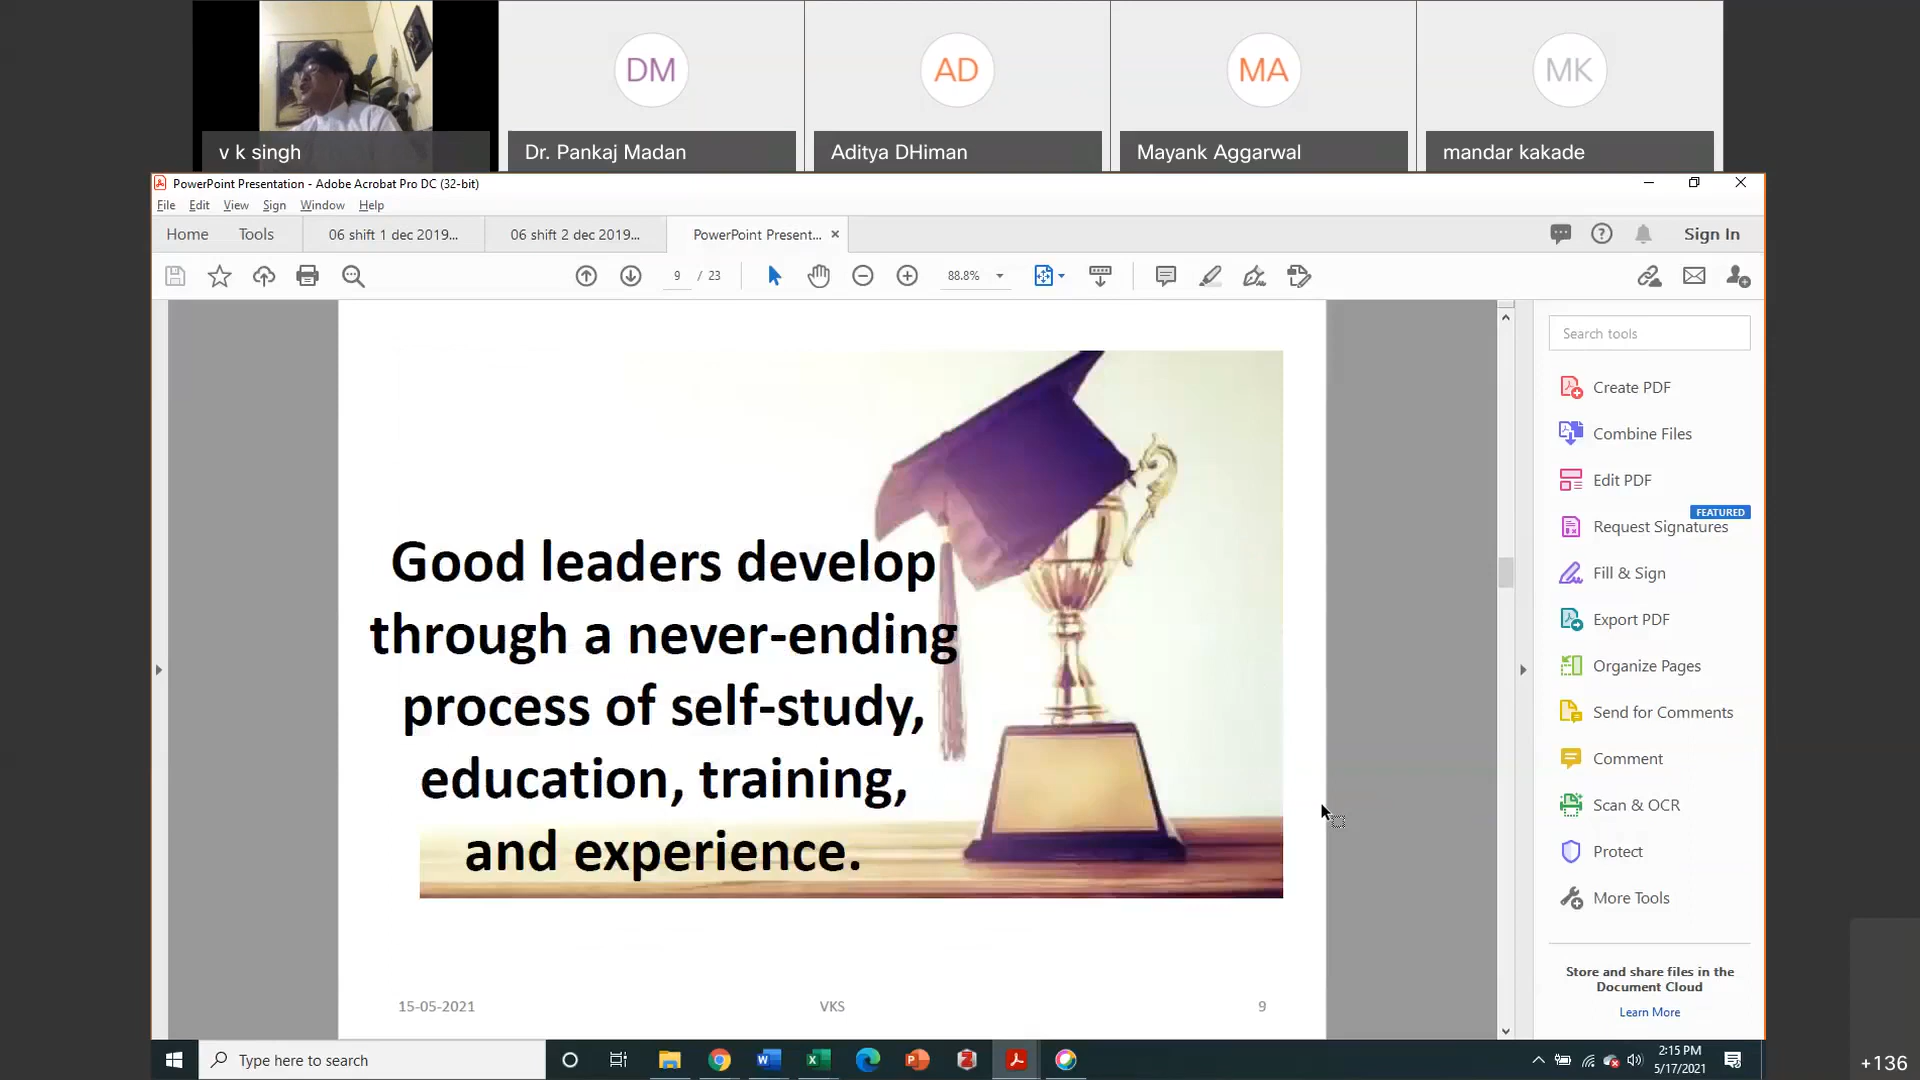 DM
AD
MA
MK
v k singh
Dr. Pankaj Madan
Aditya DHiman
Mayank Aggarwal
mandar kakade
PowerPoint Presentation - Adobe Acrobat Pro DC (32-bit)
File Edit View Sign Window Help
Home Tools 06 shift 1 dec 2019... 06 shift 2 dec 2019... PowerPoint Present... × Sign In
9 / 23 88.8%
Search tools
Create PDF
Combine Files
Edit PDF
FEATURED
Request Signatures
Fill & Sign
Export PDF
Organize Pages
Send for Comments
Comment
Scan & OCR
Protect
More Tools
Store and share files in the
Document Cloud
Learn More
Good leaders develop
through a never-ending
process of self-study,
education, training,
and experience.
15-05-2021 VKS 9
Type here to search
2:15 PM
5/17/2021
+136